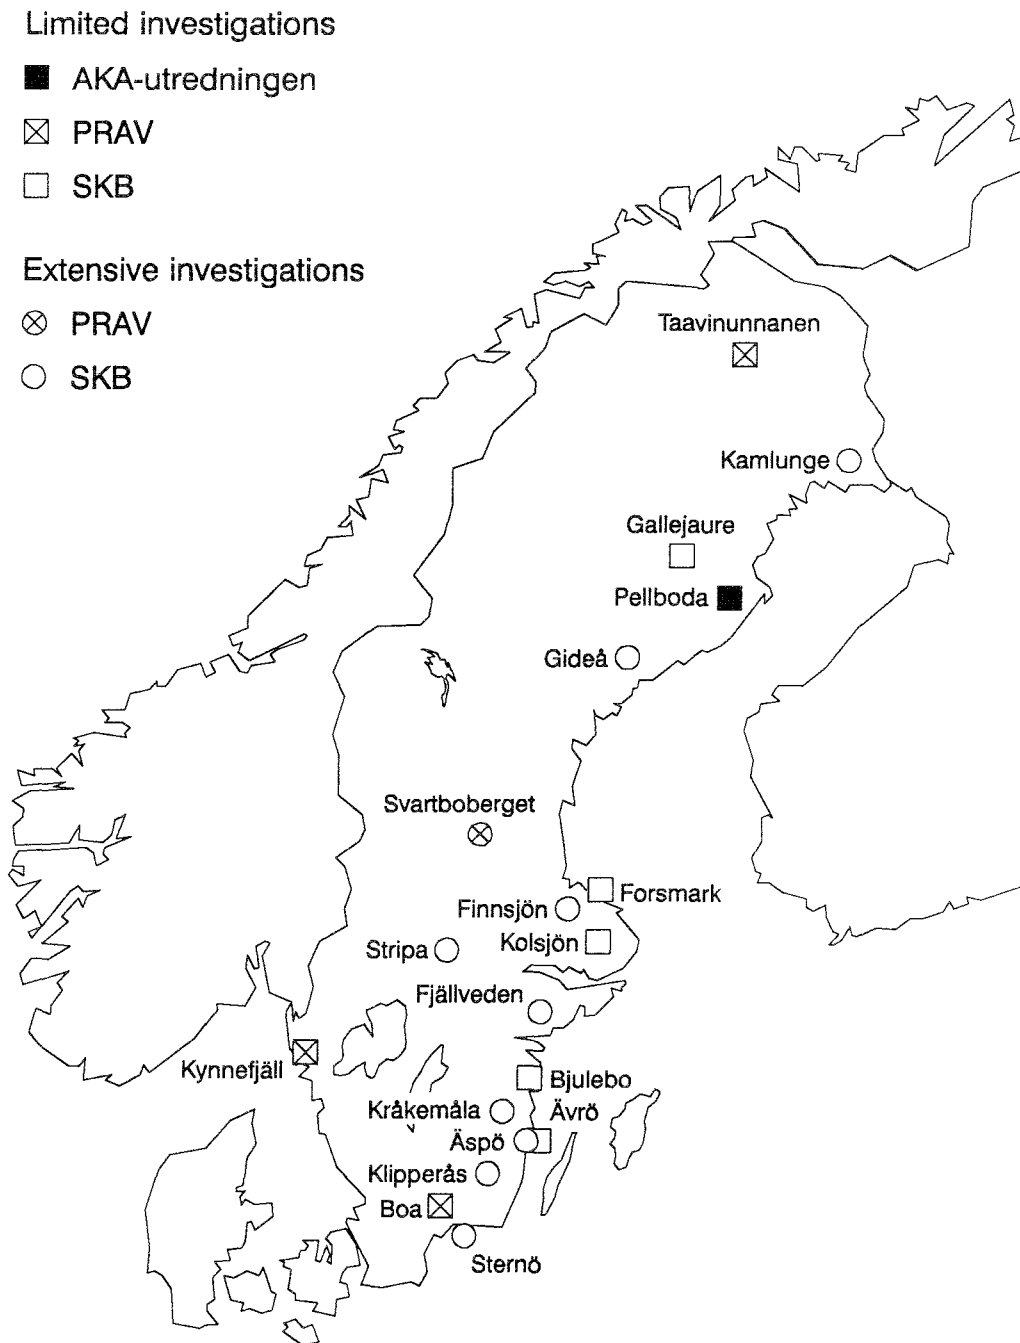 Limited investigations
AKA-utredningen
PRAV
SKB
Extensive investigations
PRAV
SKB
Taavinunnanen
Kamlunge
Gallejaure
Pellboda
Gideå
Svartboberget
Forsmark
Finnsjön
Kolsjön
Stripa
Fjällveden
Kynnefjäll
Bjulebo
Kråkemåla
Ävrö
Äspö
Klipperås
Boa
Sternö